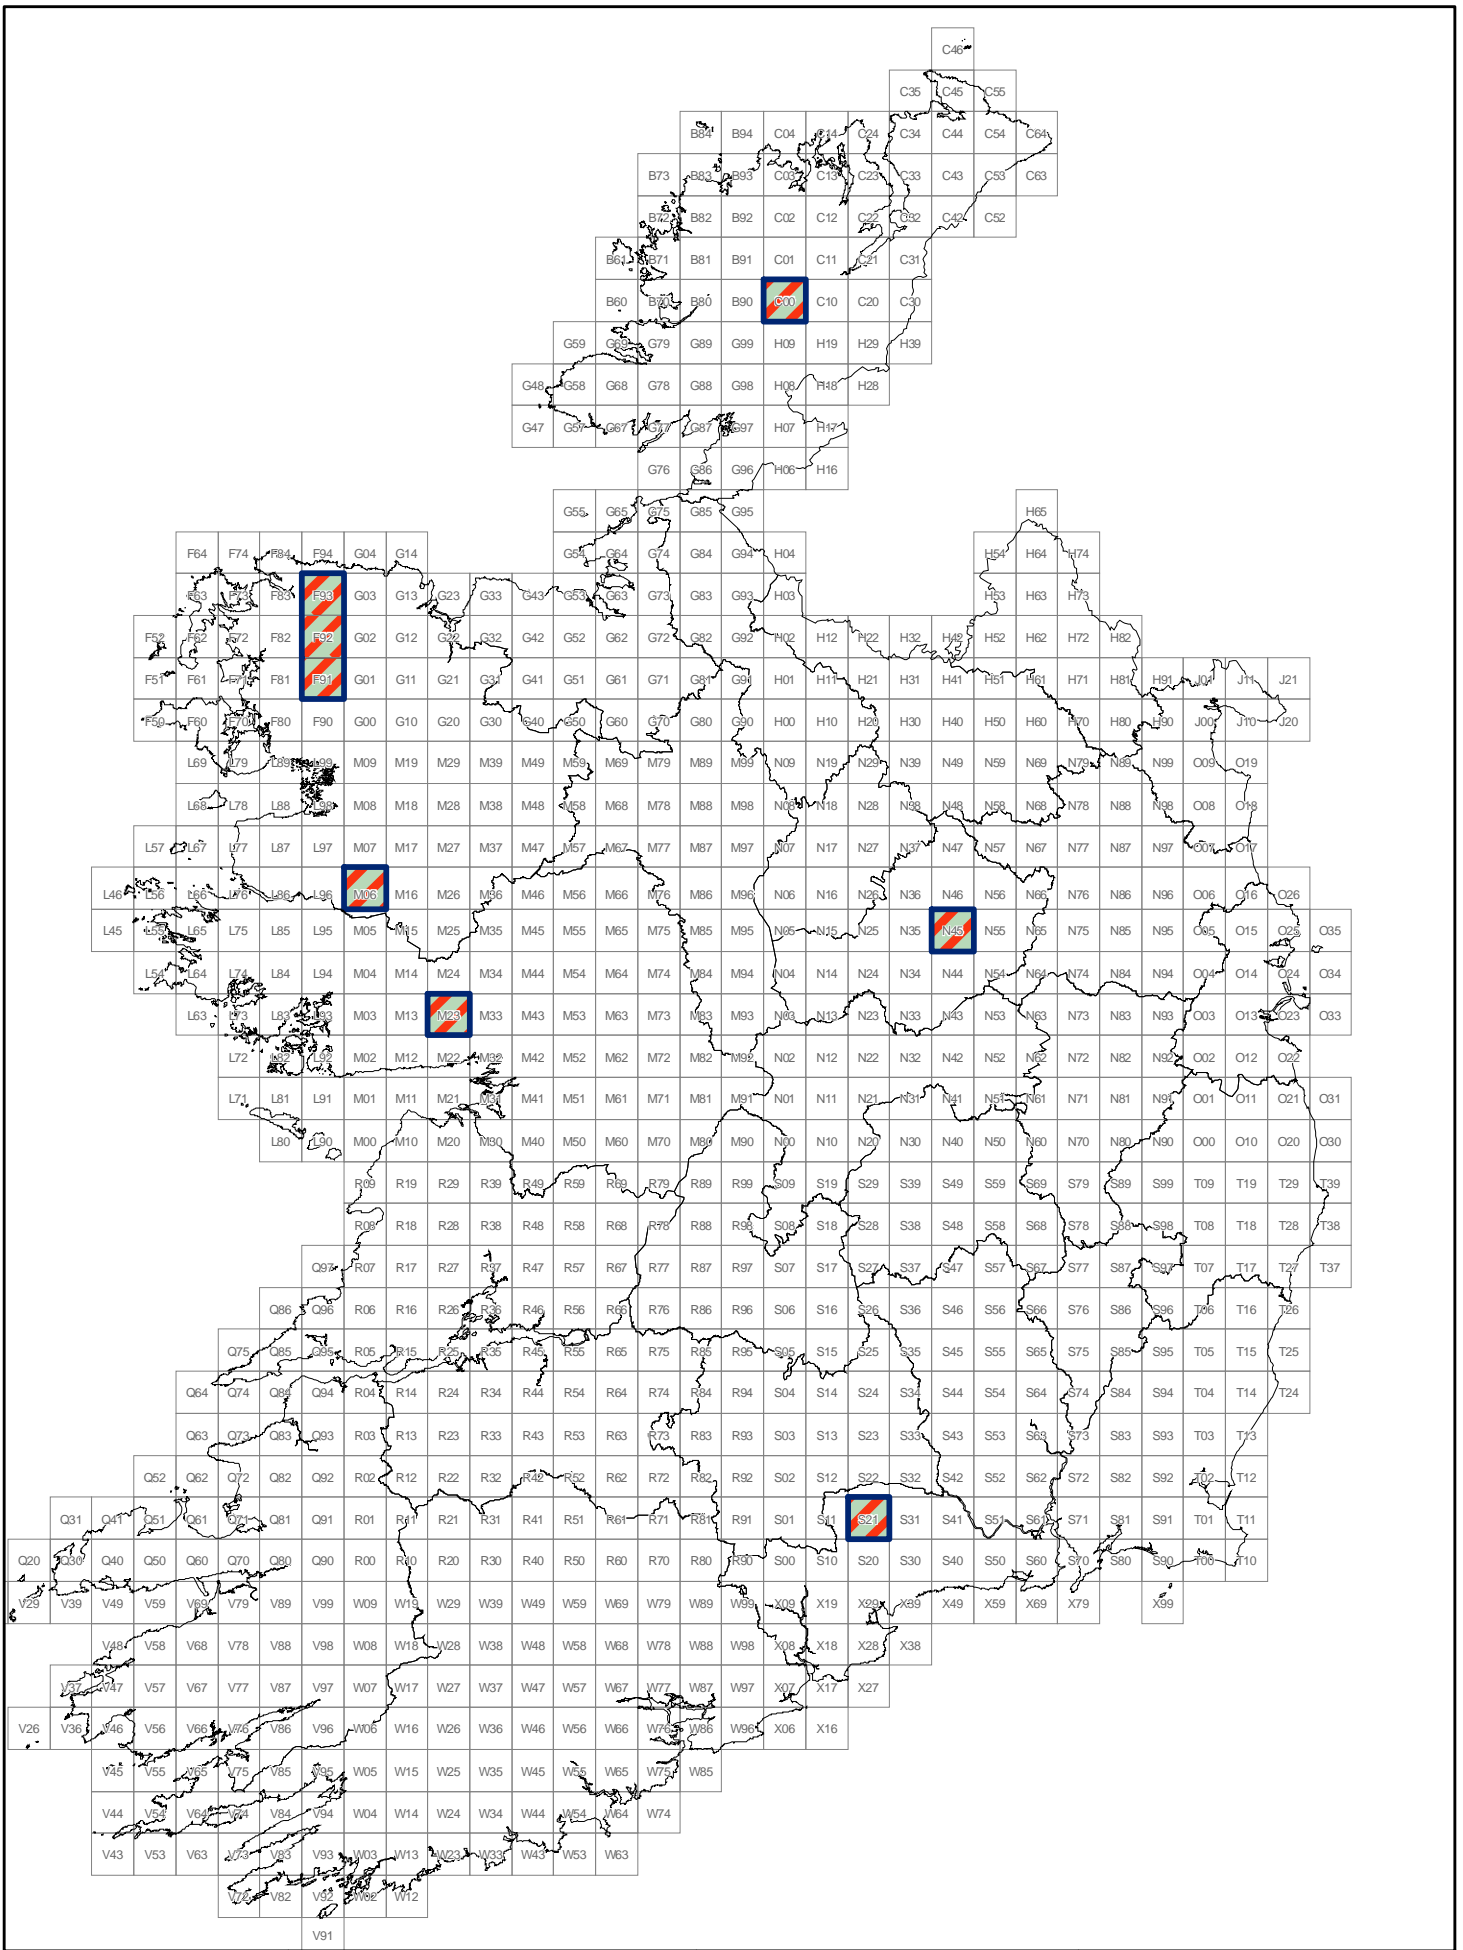 C46
C35 C45 C55
B84 B94 C04 C14 C24 C34 C44 C54 C64
B73 B83 B93 C03 C13 C23 C33 C43 C53 C63
B72 B82 B92 C02 C12 C22 C32 C42 C52
B61 B71 B81 B91 C01 C11 C21 C31
B60 B70 B80 B90 C00 C10 C20 C30
G59 G69 G79 G89 G99 H09 H19 H29 H39
G48 G58 G68 G78 G88 G98 H08 H18 H28
G47 G57 G67 G77 G87 G97 H07 H17
G76 G86 G96 H06 H16
G55 G65 G75 G85 G95 H65
F64 F74 F84 F94 G04 G14 G54 G64 G74 G84 G94 H04 H54 H64 H74
F63 F73 F83 F93 G03 G13 G23 G33 G43 G53 G63 G73 G83 G93 H03 H53 H63 H73
F52 F62 F72 F82 F92 G02 G12 G22 G32 G42 G52 G62 G72 G82 G92 H02 H12 H22 H32 H42 H52 H62 H72 H82
F51 F61 F71 F81 F91 G01 G11 G21 G31 G41 G51 G61 G71 G81 G91 H01 H11 H21 H31 H41 H51 H61 H71 H81 H91 J01 J11 J21
F50 F60 F70 F80 F90 G00 G10 G20 G30 G40 G50 G60 G70 G80 G90 H00 H10 H20 H30 H40 H50 H60 H70 H80 H90 J00 J10 J20
L69 L79 L89 L99 M09 M19 M29 M39 M49 M59 M69 M79 M89 M99 N09 N19 N29 N39 N49 N59 N69 N79 N89 N99 O09 O19
L68 L78 L88 L98 M08 M18 M28 M38 M48 M58 M68 M78 M88 M98 N08 N18 N28 N38 N48 N58 N68 N78 N88 N98 O08 O18
L57 L67 L77 L87 L97 M07 M17 M27 M37 M47 M57 M67 M77 M87 M97 N07 N17 N27 N37 N47 N57 N67 N77 N87 N97 O07 O17
L46 L56 L66 L76 L86 L96 M06 M16 M26 M36 M46 M56 M66 M76 M86 M96 N06 N16 N26 N36 N46 N56 N66 N76 N86 N96 O06 O16 O26
L45 L55 L65 L75 L85 L95 M05 M15 M25 M35 M45 M55 M65 M75 M85 M95 N05 N15 N25 N35 N45 N55 N65 N75 N85 N95 O05 O15 O25 O35
L54 L64 L74 L84 L94 M04 M14 M24 M34 M44 M54 M64 M74 M84 M94 N04 N14 N24 N34 N44 N54 N64 N74 N84 N94 O04 O14 O24 O34
L63 L73 L83 L93 M03 M13 M23 M33 M43 M53 M63 M73 M83 M93 N03 N13 N23 N33 N43 N53 N63 N73 N83 N93 O03 O13 O23 O33
L72 L82 L92 M02 M12 M22 M32 M42 M52 M62 M72 M82 M92 N02 N12 N22 N32 N42 N52 N62 N72 N82 N92 O02 O12 O22
L71 L81 L91 M01 M11 M21 M31 M41 M51 M61 M71 M81 M91 N01 N11 N21 N31 N41 N51 N61 N71 N81 N91 O01 O11 O21 O31
L80 L90 M00 M10 M20 M30 M40 M50 M60 M70 M80 M90 N00 N10 N20 N30 N40 N50 N60 N70 N80 N90 O00 O10 O20 O30
R09 R19 R29 R39 R49 R59 R69 R79 R89 R99 S09 S19 S29 S39 S49 S59 S69 S79 S89 S99 T09 T19 T29 T39
R08 R18 R28 R38 R48 R58 R68 R78 R88 R98 S08 S18 S28 S38 S48 S58 S68 S78 S88 S98 T08 T18 T28 T38
Q97 R07 R17 R27 R37 R47 R57 R67 R77 R87 R97 S07 S17 S27 S37 S47 S57 S67 S77 S87 S97 T07 T17 T27 T37
Q86 Q96 R06 R16 R26 R36 R46 R56 R66 R76 R86 R96 S06 S16 S26 S36 S46 S56 S66 S76 S86 S96 T06 T16 T26
Q75 Q85 Q95 R05 R15 R25 R35 R45 R55 R65 R75 R85 R95 S05 S15 S25 S35 S45 S55 S65 S75 S85 S95 T05 T15 T25
Q64 Q74 Q84 Q94 R04 R14 R24 R34 R44 R54 R64 R74 R84 R94 S04 S14 S24 S34 S44 S54 S64 S74 S84 S94 T04 T14 T24
Q63 Q73 Q83 Q93 R03 R13 R23 R33 R43 R53 R63 R73 R83 R93 S03 S13 S23 S33 S43 S53 S63 S73 S83 S93 T03 T13
Q52 Q62 Q72 Q82 Q92 R02 R12 R22 R32 R42 R52 R62 R72 R82 R92 S02 S12 S22 S32 S42 S52 S62 S72 S82 S92 T02 T12
Q31 Q41 Q51 Q61 Q71 Q81 Q91 R01 R11 R21 R31 R41 R51 R61 R71 R81 R91 S01 S11 S21 S31 S41 S51 S61 S71 S81 S91 T01 T11
Q20 Q30 Q40 Q50 Q60 Q70 Q80 Q90 R00 R10 R20 R30 R40 R50 R60 R70 R80 R90 S00 S10 S20 S30 S40 S50 S60 S70 S80 S90 T00 T10
V29 V39 V49 V59 V69 V79 V89 V99 W09 W19 W29 W39 W49 W59 W69 W79 W89 W99 X09 X19 X29 X39 X49 X59 X69 X79 X99
V48 V58 V68 V78 V88 V98 W08 W18 W28 W38 W48 W58 W68 W78 W88 W98 X08 X18 X28 X38
V37 V47 V57 V67 V77 V87 V97 W07 W17 W27 W37 W47 W57 W67 W77 W87 W97 X07 X17 X27
V26 V36 V46 V56 V66 V76 V86 V96 W06 W16 W26 W36 W46 W56 W66 W76 W86 W96 X06 X16
V45 V55 V65 V75 V85 V95 W05 W15 W25 W35 W45 W55 W65 W75 W85
V44 V54 V64 V74 V84 V94 W04 W14 W24 W34 W44 W54 W64 W74
V43 V53 V63 V73 V83 V93 W03 W13 W23 W33 W43 W53 W63
V72 V82 V92 W02 W12
V91